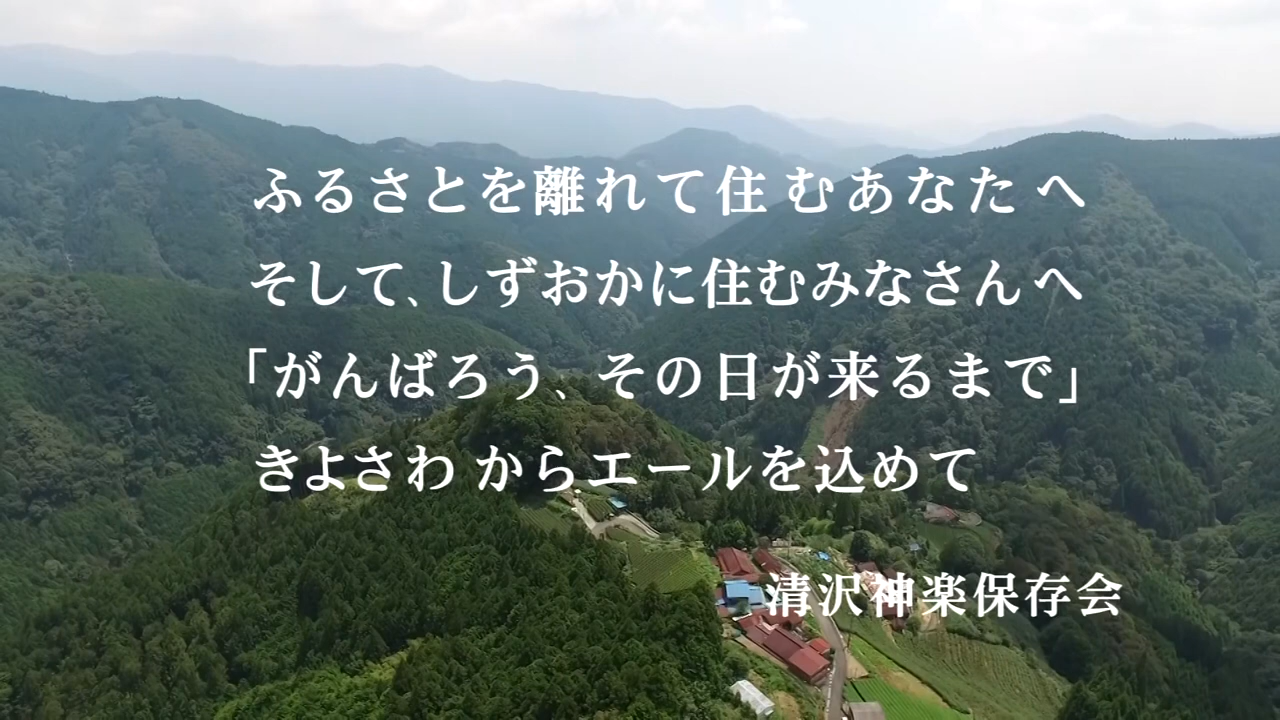 ふるさとを離れて住むあなたへ
そして、しずおかに住むみなさんへ
「がんばろう、その日が来るまで」
きよさわからエールを込めて
清沢神楽保存会